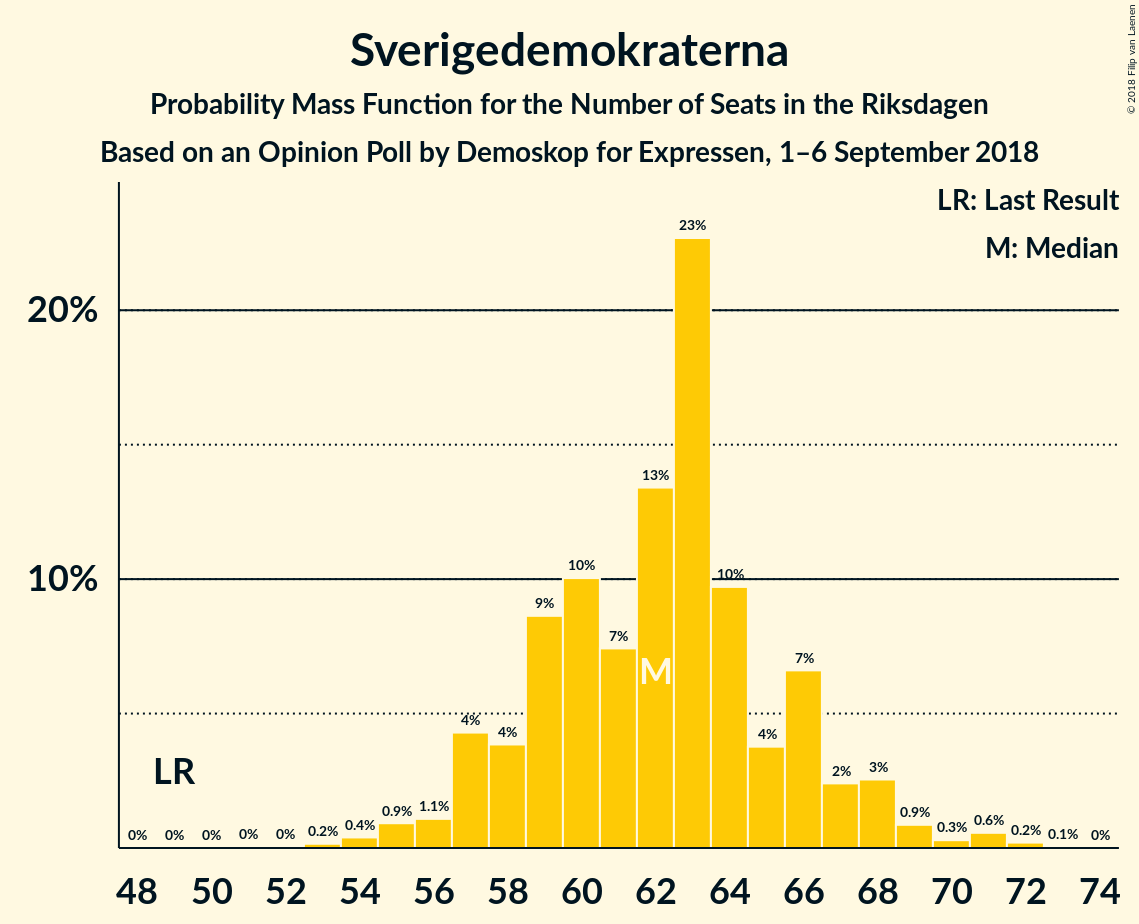 Sverigedemokraterna
Probability Mass Function for the Number of Seats in the Riksdagen
Based on an Opinion Poll by Demoskop for Expressen, 1–6 September 2018
© 2018 Filip van Laenen
LR: Last Result
M: Median
20%
10%
0% 0% 0% 0% 0% 0.2% 0.4% 0.9% 1.1% 4% 4% 9% 10% 7% 13% 23% 10% 4% 7% 2% 3% 0.9% 0.3% 0.6% 0.2% 0.1% 0%
M
LR
48 50 52 54 56 58 60 62 64 66 68 70 72 74